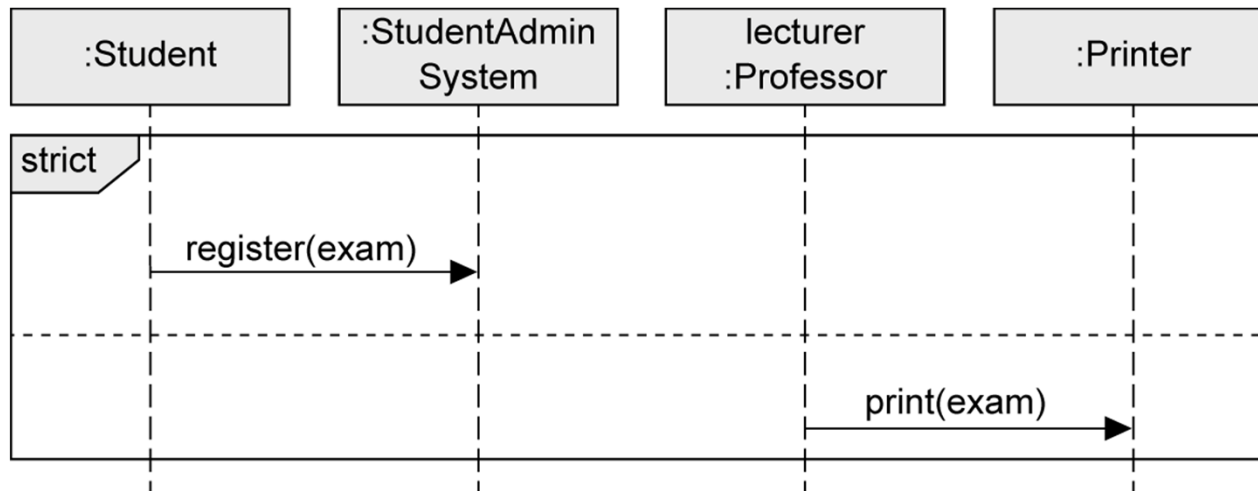 :Student
:StudentAdmin
System
lecturer
:Professor
:Printer
strict
register(exam)
print(exam)